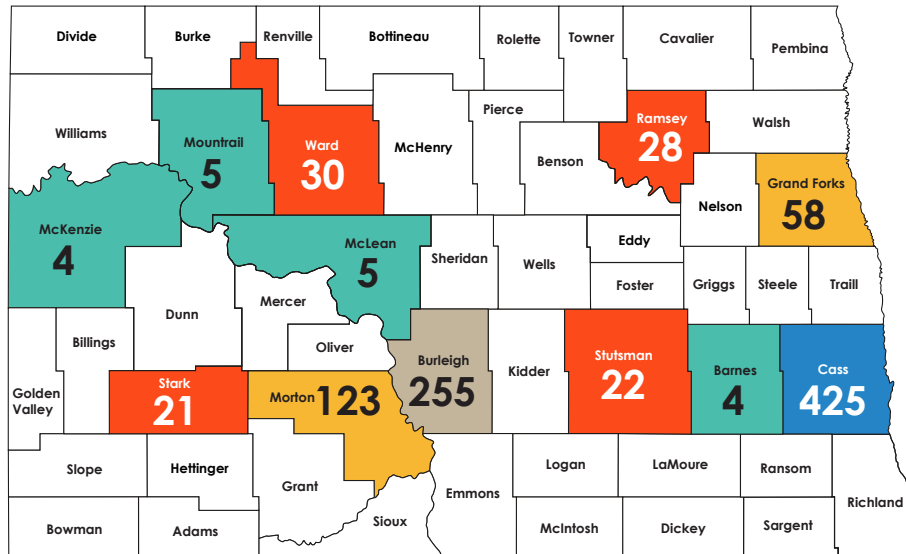 Divide
Burke
Renville
Bottineau
Rolette
Towner
Cavalier
Pembina
Williams
Mountrail
5
Ward
30
McHenry
Pierce
Benson
Ramsey
28
Walsh
Nelson
Grand Forks
58
McKenzie
4
McLean
5
Sheridan
Wells
Eddy
Foster
Griggs
Steele
Traill
Dunn
Mercer
Oliver
Billings
Golden
Valley
Stark
21
Morton 123
Burleigh
255
Kidder
Stutsman
22
Barnes
4
Cass
425
Slope
Hettinger
Grant
Sioux
Emmons
Logan
LaMoure
Ransom
Richland
Bowman
Adams
McIntosh
Dickey
Sargent